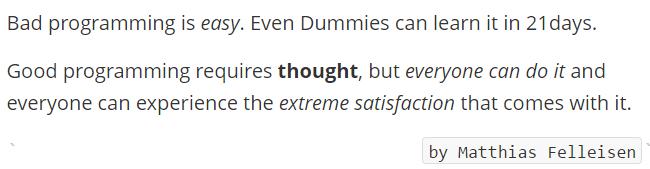 Bad programming is easy. Even Dummies can learn it in 21days.
Good programming requires thought, but everyone can do it and
everyone can experience the extreme satisfaction that comes with it.
` by Matthias Felleisen `